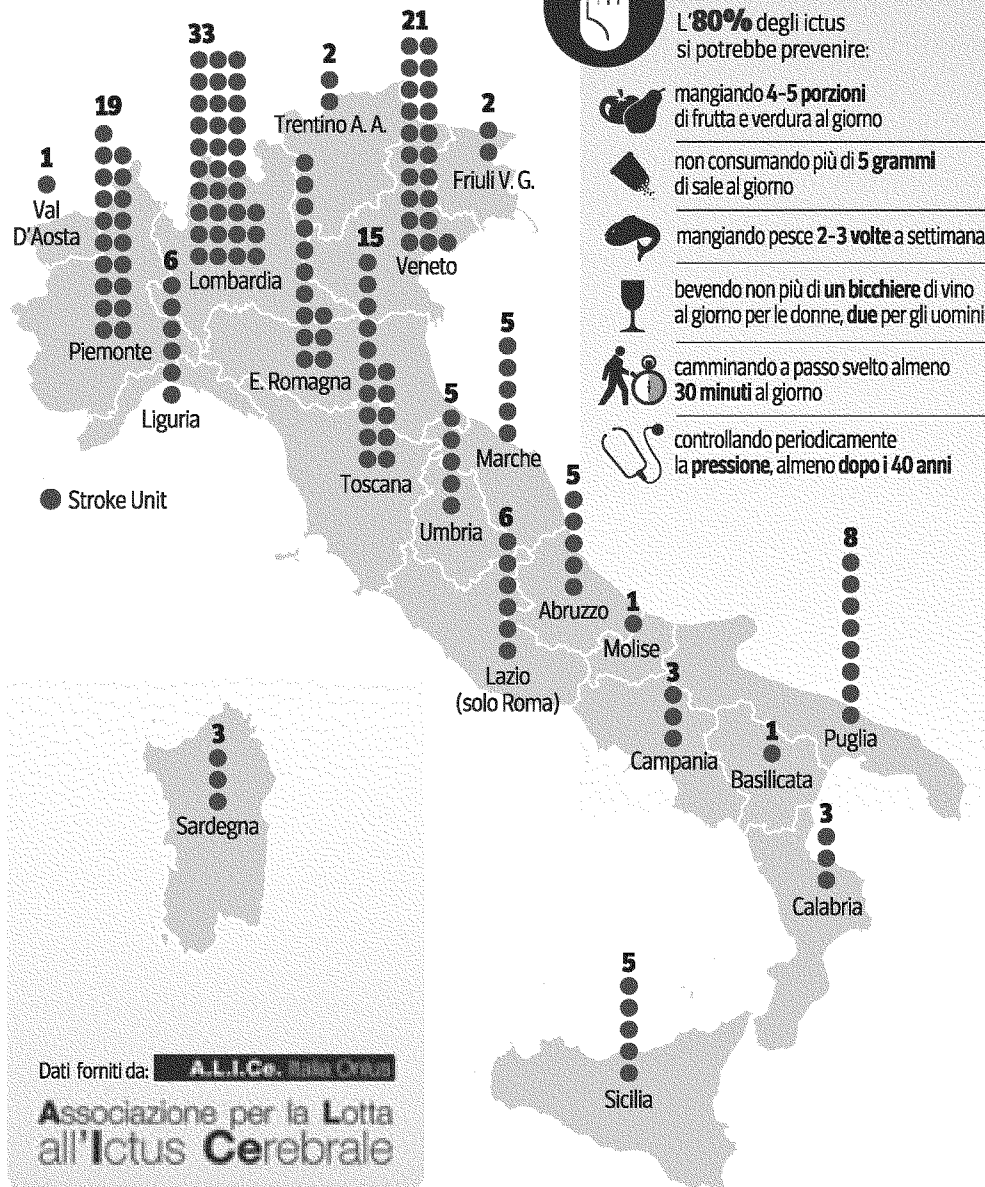 33
21
2
19
2
1
Trentino A. A.
Friuli V. G.
Val
D'Aosta
15
6
Lombardia
Veneto
Piemonte
5
E. Romagna
5
Liguria
Marche
Toscana
5
Stroke Unit
6
Umbria
8
Abruzzo
1
Molise
Lazio
(solo Roma)
3
3
1
Puglia
Campania
Basilicata
Sardegna
3
Calabria
5
Sicilia
L'80% degli ictus
si potrebbe prevenire:
mangiando 4-5 porzioni
di frutta e verdura al giorno
non consumando più di 5 grammi
di sale al giorno
mangiando pesce 2-3 volte a settimana
bevendo non più di un bicchiere di vino
al giorno per le donne, due per gli uomini
camminando a passo svelto almeno
30 minuti al giorno
controllando periodicamente
la pressione, almeno dopo i 40 anni
Dati forniti da: A.L.I.Ce. Italia Onlus
Associazione per la Lotta
all'Ictus Cerebrale